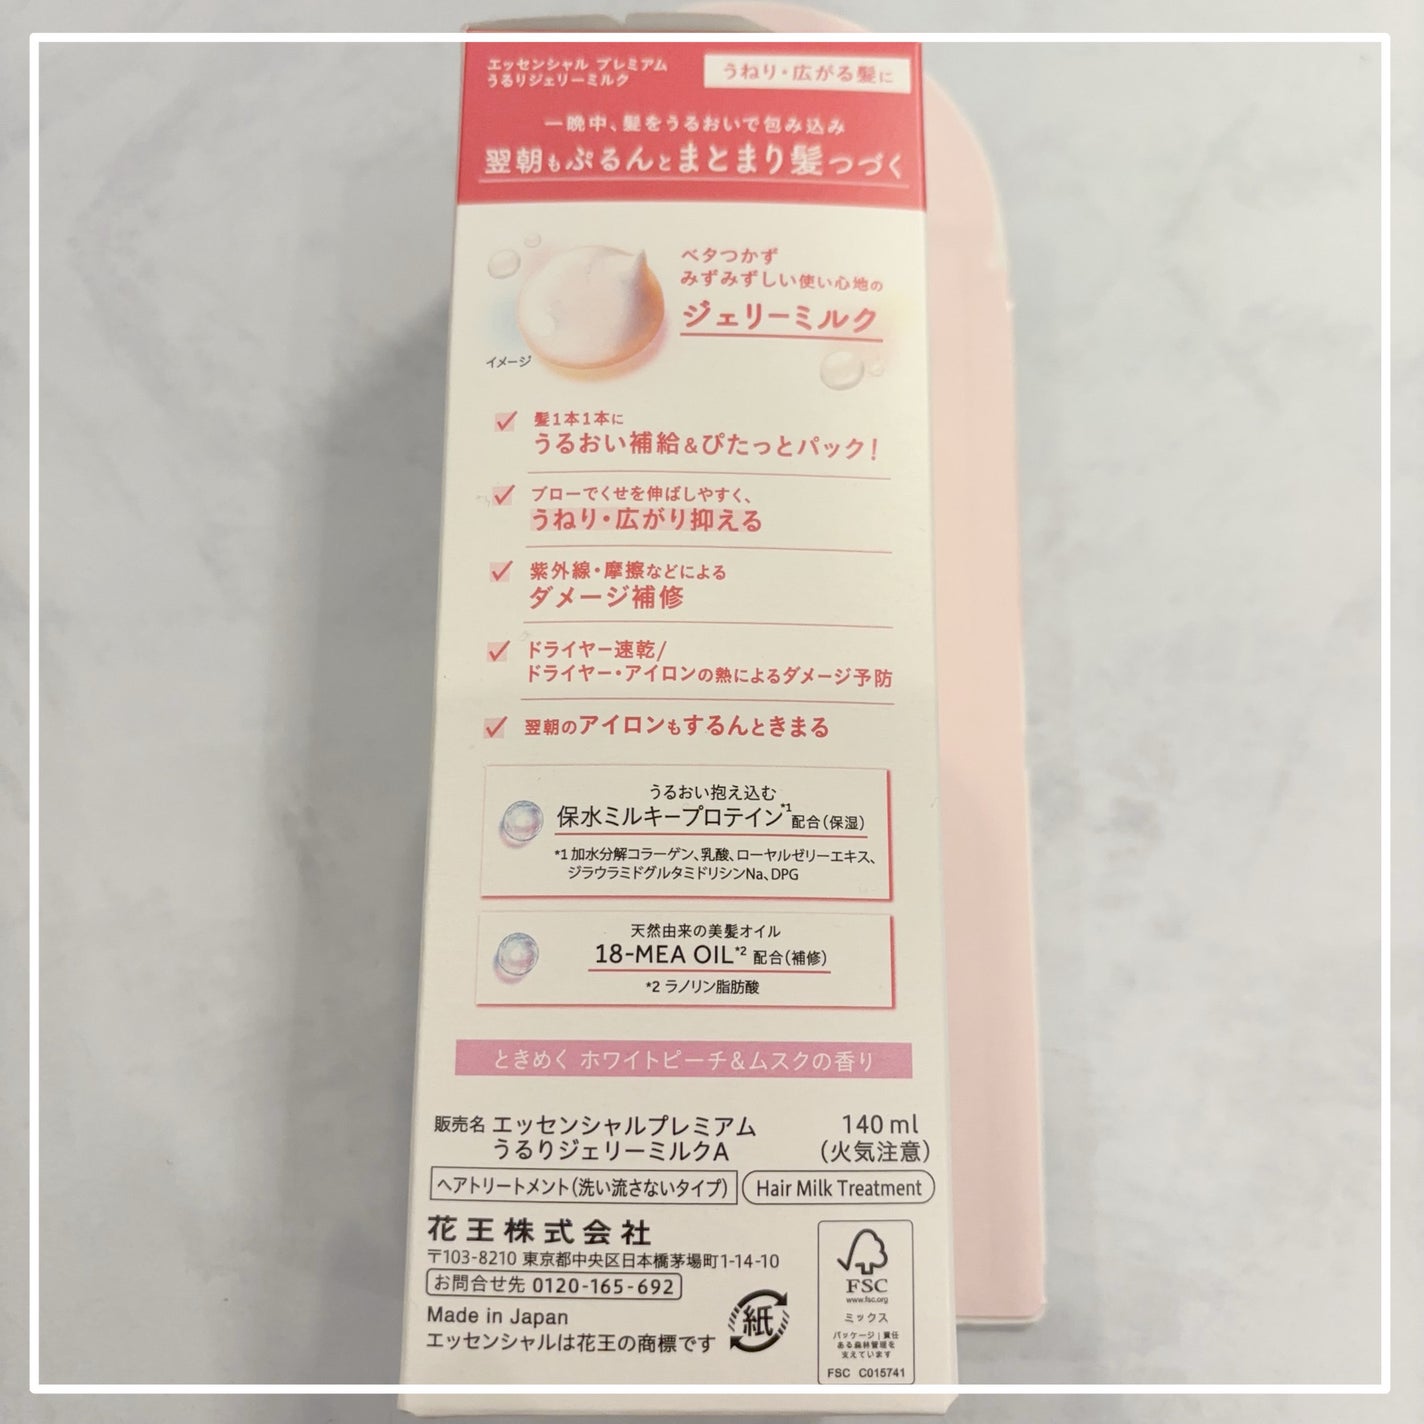 エッセンシャル プレミアム
うるりジェリーミルク
うねり・広がる髪に
一晩中、髪をうるおいで包み込み
翌朝もぷるんとまとまり髪つづく
ベタつかず
みずみずしい使い心地の
ジェリーミルク
イメージ
髪1本1本に
うるおい補給&ぴたっとパック!
ブローでくせを伸ばしやすく、
うねり・広がり抑える
紫外線・摩擦などによる
ダメージ補修
ドライヤー速乾/
ドライヤー・アイロンの熱によるダメージ予防
翌朝のアイロンもするんときまる
うるおい抱え込む
保水ミルキープロテイン*1配合(保湿)
*1 加水分解コラーゲン、乳酸、ローヤルゼリーエキス、
ジラウラミドグルタミドリシンNa、DPG
天然由来の美髪オイル
18-MEA OIL*2 配合(補修)
*2 ラノリン脂肪酸
ときめく ホワイトピーチ&ムスクの香り
販売名 エッセンシャルプレミアム
うるりジェリーミルクA
140 ml
(火気注意)
ヘアトリートメント(洗い流さないタイプ)
Hair Milk Treatment
花王株式会社
〒103-8210 東京都中央区日本橋茅場町1-14-10
お問合せ先 0120-165-692
Made in Japan
エッセンシャルは花王の商標です
紙
FSC
www.fsc.org
ミックス
パッケージ | 責任
ある森林管理を
支えています
FSC C015741